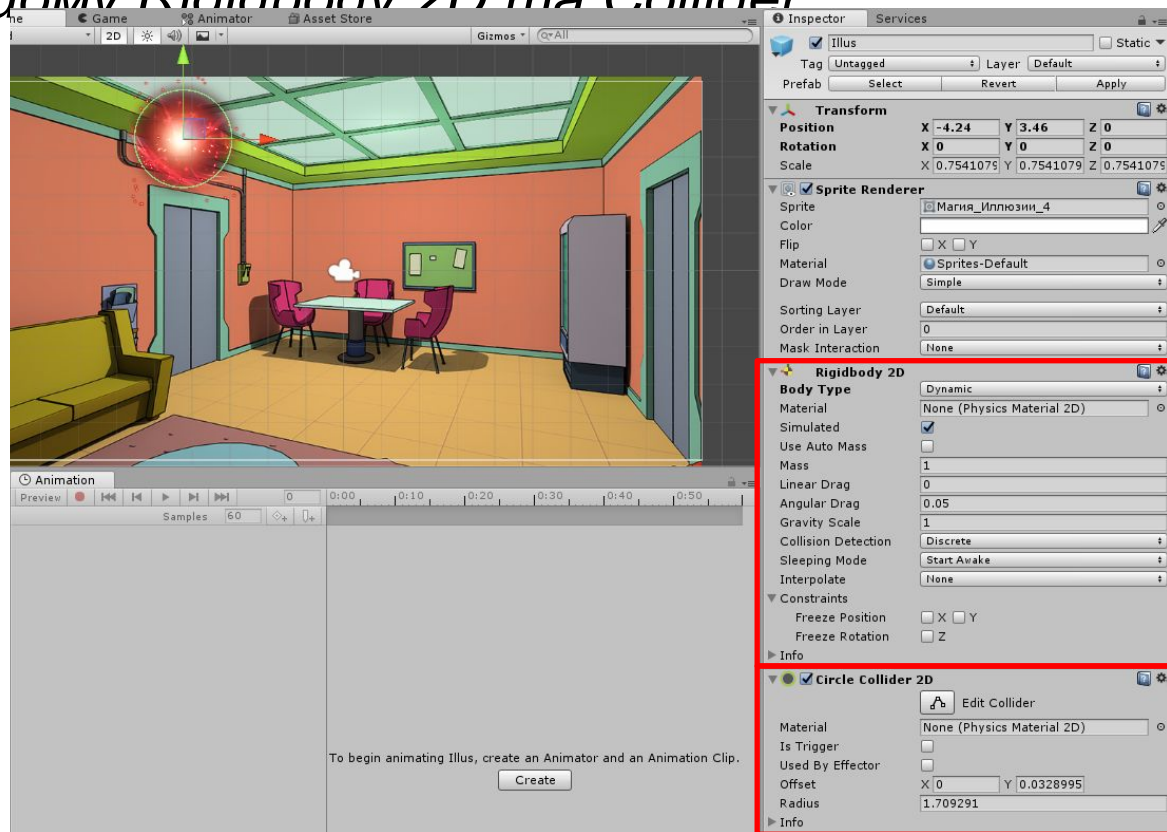 Rigidbody 2D та Collider
Game Animator Asset Store
2D Gizmos All
Inspector Services
Illus Static
Tag Untagged Layer Default
Prefab Select Revert Apply
Transform
Position X -4.24 Y 3.46 Z 0
Rotation X 0 Y 0 Z 0
Scale X 0.7541079 Y 0.7541079 Z 0.7541079
Sprite Renderer
Sprite Магия_Иллюзии_4
Color
Flip X Y
Material Sprites-Default
Draw Mode Simple
Sorting Layer Default
Order in Layer 0
Mask Interaction None
Rigidbody 2D
Body Type Dynamic
Material None (Physics Material 2D)
Simulated
Use Auto Mass
Mass 1
Linear Drag 0
Angular Drag 0.05
Gravity Scale 1
Collision Detection Discrete
Sleeping Mode Start Awake
Interpolate None
Constraints
Freeze Position X Y
Freeze Rotation Z
Info
Circle Collider 2D
Edit Collider
Material None (Physics Material 2D)
Is Trigger
Used By Effector
Offset X 0 Y 0.0328995
Radius 1.709291
Info
Animation
Preview 0 0:00 0:10 0:20 0:30 0:40 0:50
Samples 60
To begin animating Illus, create an Animator and an Animation Clip.
Create